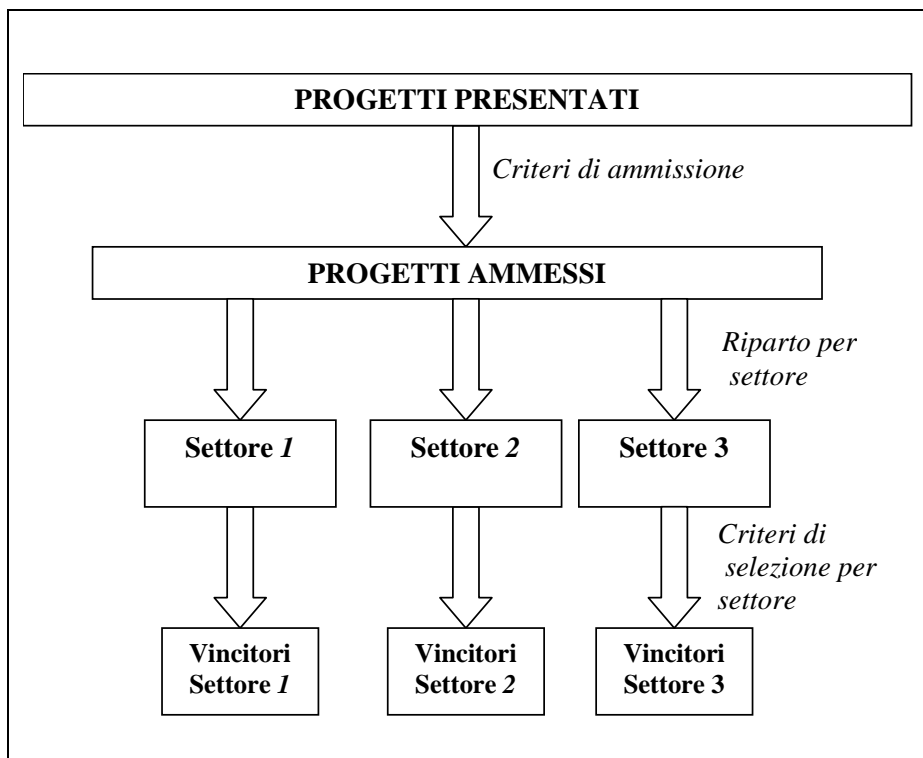 PROGETTI PRESENTATI
Criteri di ammissione
PROGETTI AMMESSI
Riparto per
settore
Settore 1
Settore 2
Settore 3
Criteri di
selezione per
settore
Vincitori
Settore 1
Vincitori
Settore 2
Vincitori
Settore 3